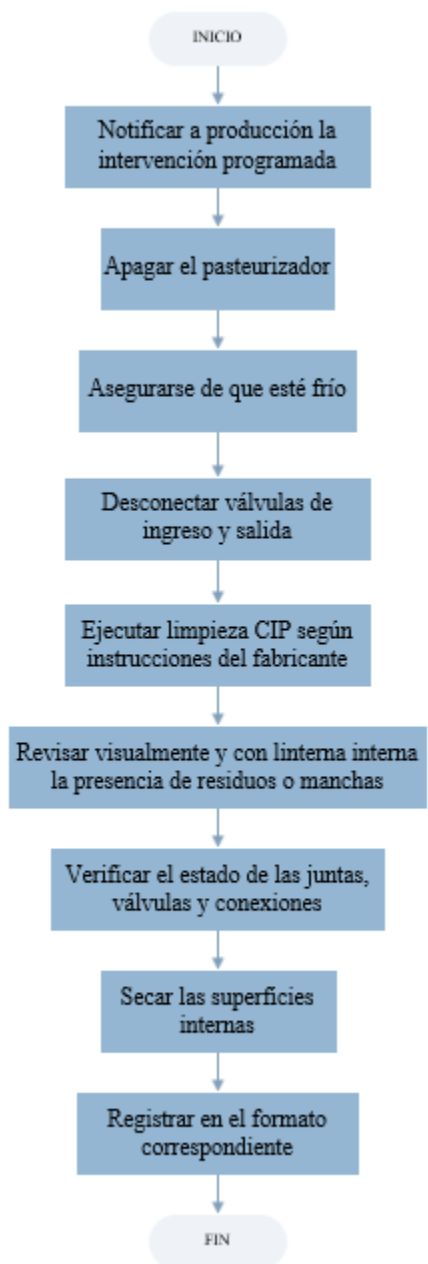 INICIO
Notificar a producción la
intervención programada
Apagar el pasteurizador
Asegurarse de que esté frío
Desconectar válvulas de
ingreso y salida
Ejecutar limpieza CIP según
instrucciones del fabricante
Revisar visualmente y con linterna interna
la presencia de residuos o manchas
Verificar el estado de las juntas,
válvulas y conexiones
Secar las superfícies
internas
Registrar en el formato
correspondiente
FIN